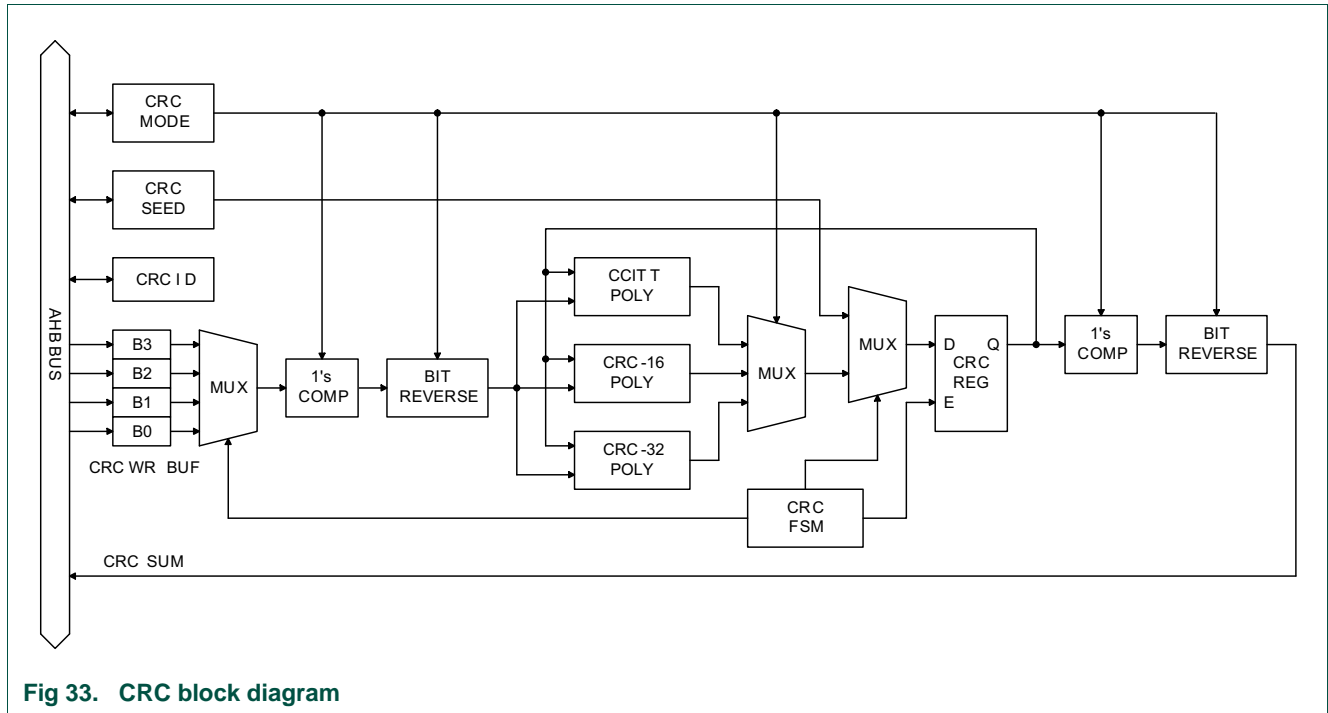 CRC
MODE
CRC
SEED
CRC ID
AHB BUS
B3
B2
B1
B0
CRC WR BUF
MUX
1's
COMP
BIT
REVERSE
CCITT
POLY
CRC-16
POLY
CRC-32
POLY
MUX
MUX
CRC
FSM
D Q
CRC
REG
E
1's
COMP
BIT
REVERSE
CRC SUM
Fig 33. CRC block diagram